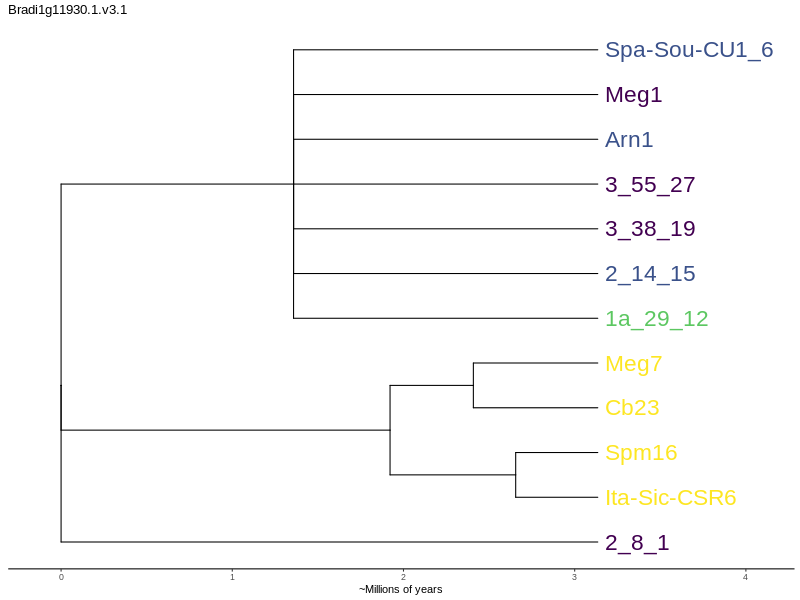 Bradi1g11930.1.v3.1
Spa-Sou-CU1_6
Meg1
Arn1
3_55_27
3_38_19
2_14_15
1a_29_12
Meg7
Cb23
Spm16
Ita-Sic-CSR6
2_8_1
0 1 2 3 4
~Millions of years